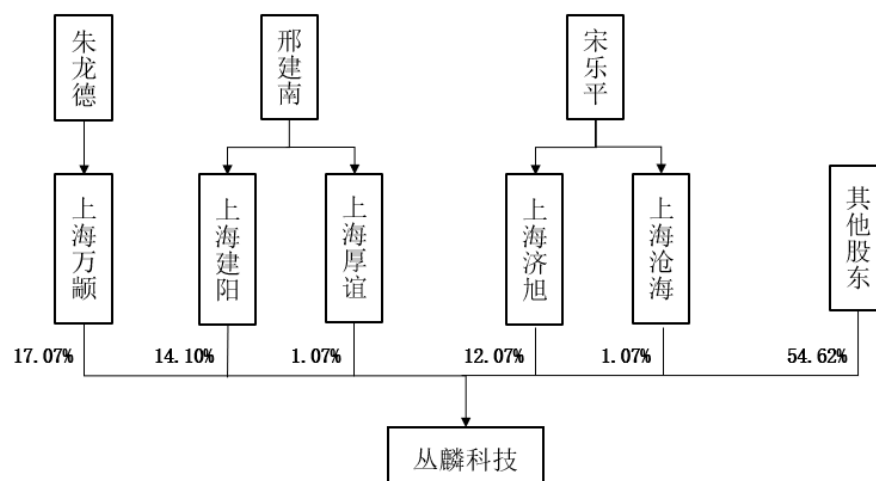 朱龙德
邢建南
宋乐平
上海万颛
上海建阳
上海厚谊
上海济旭
上海沧海
其他股东
17.07%
14.10%
1.07%
12.07%
1.07%
54.62%
丛麟科技